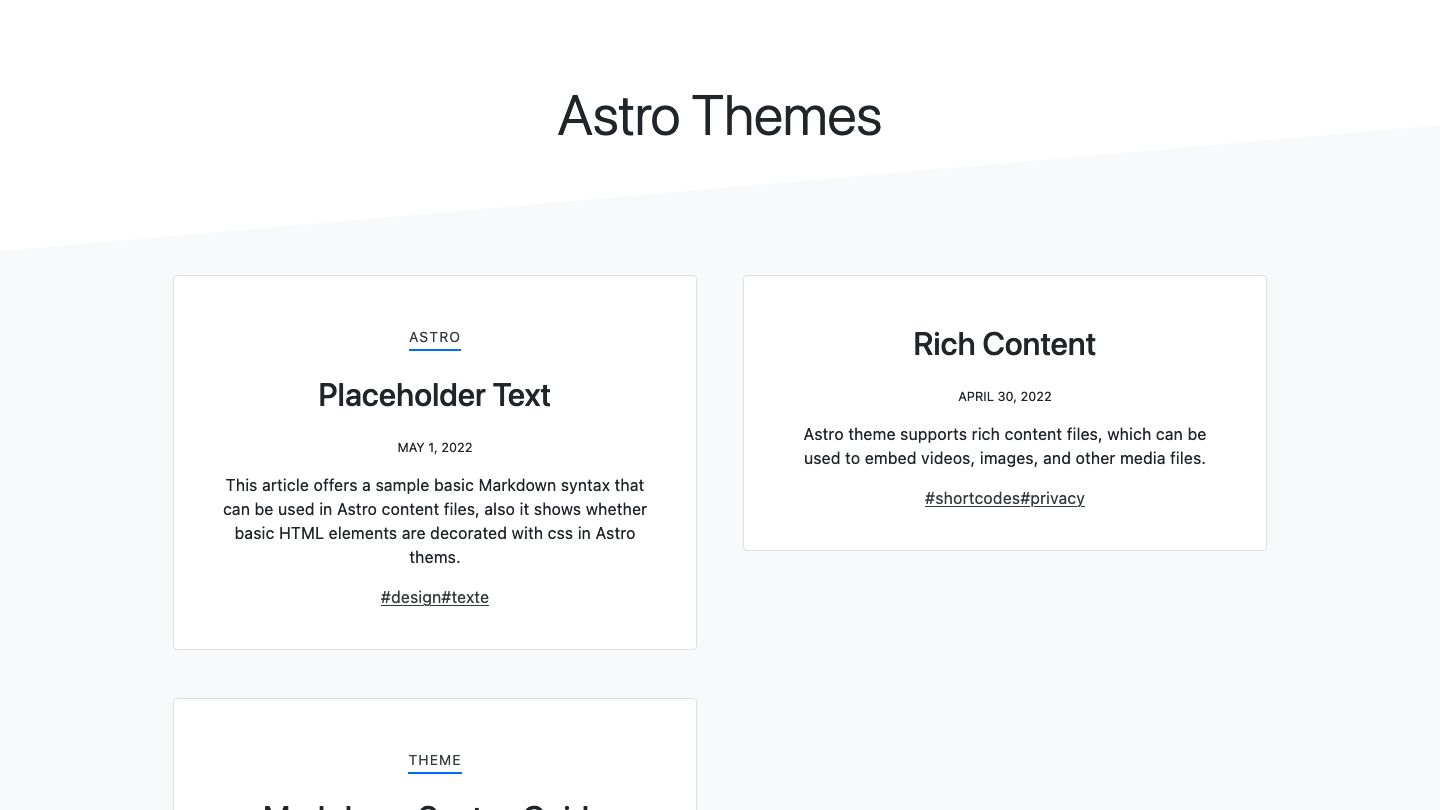 Astro Themes
ASTRO
Placeholder Text
MAY 1, 2022
This article offers a sample basic Markdown syntax that
can be used in Astro content files, also it shows whether
basic HTML elements are decorated with css in Astro
thems.
#design#texte
Rich Content
APRIL 30, 2022
Astro theme supports rich content files, which can be
used to embed videos, images, and other media files.
#shortcodes#privacy
THEME